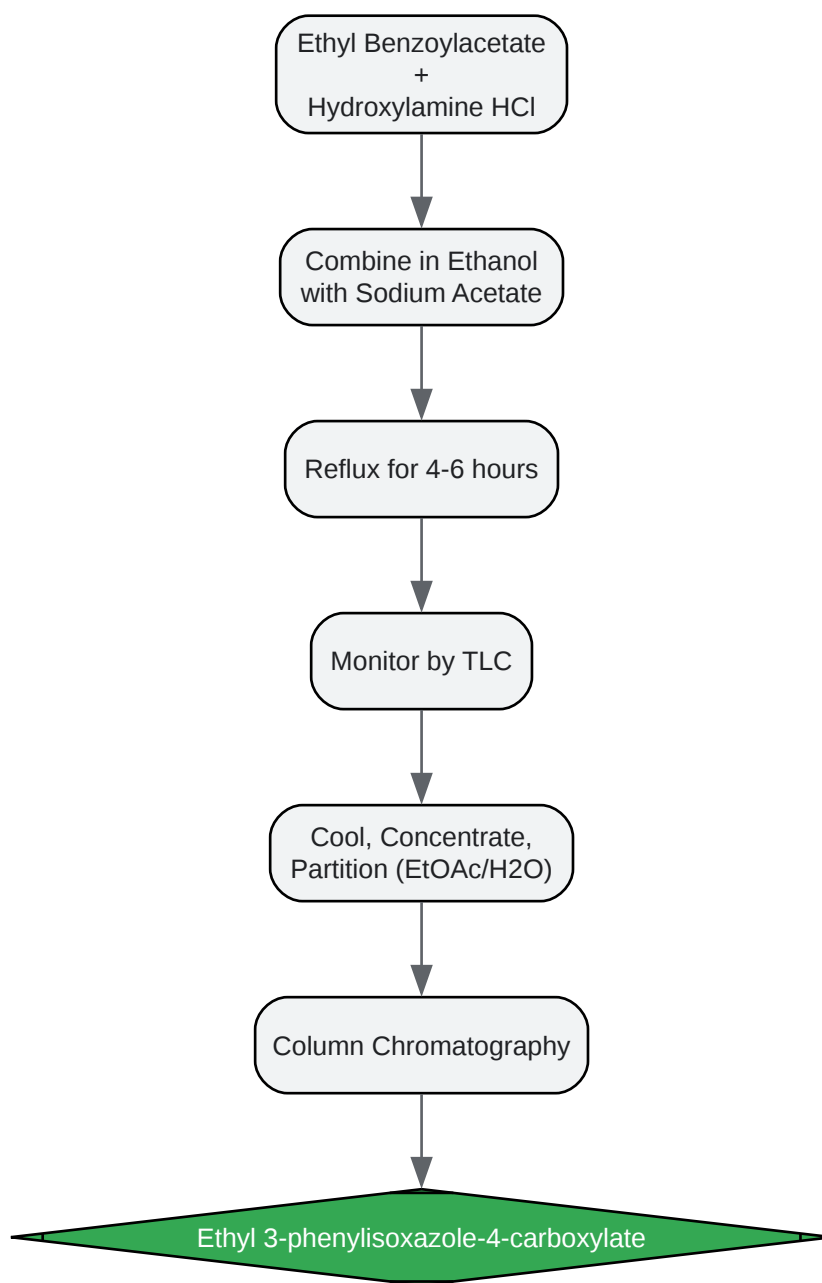 Ethyl Benzoylacetate
+
Hydroxylamine HCl
Combine in Ethanol
with Sodium Acetate
Reflux for 4-6 hours
Monitor by TLC
Cool, Concentrate,
Partition (EtOAc/H2O)
Column Chromatography
Ethyl 3-phenylisoxazole-4-carboxylate